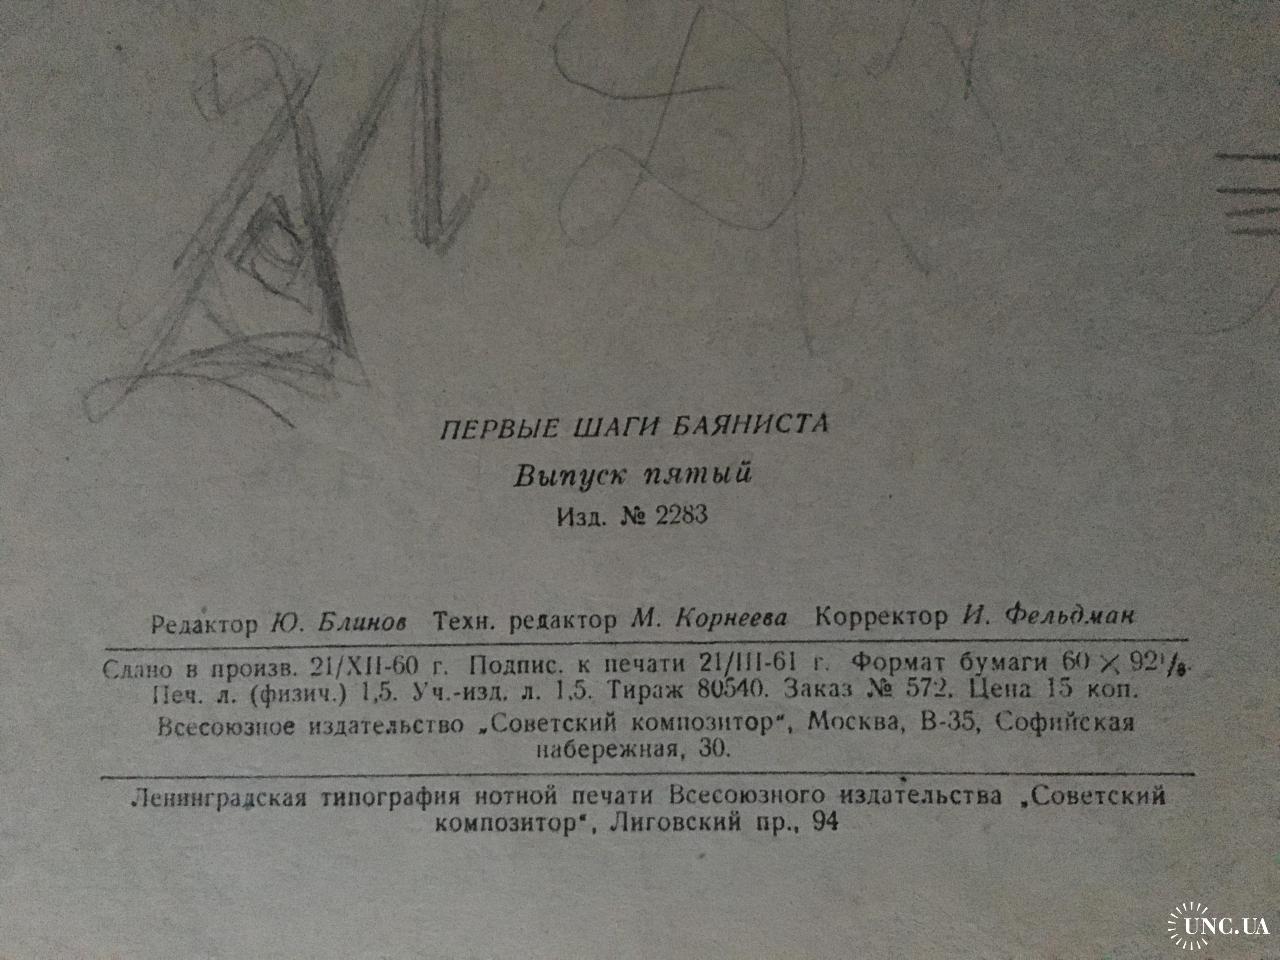 ПЕРВЫЕ ШАГИ БАЯНИСТА
Выпуск пятый
Изд. № 2283
Редактор Ю. Блинов Техн. редактор М. Корнеева Корректор И. Фельдман
Сдано в произв. 21/XII-60 г. Подпис. к печати 21/III-61 г. Формат бумаги 60 × 92¹/₈.
Печ. л. (физич.) 1,5. Уч.-изд. л. 1,5. Тираж 80540. Заказ № 572. Цена 15 коп.
Всесоюзное издательство „Советский композитор“, Москва, В-35, Софийская
набережная, 30.
Ленинградская типография нотной печати Всесоюзного издательства „Советский
композитор“, Лиговский пр., 94
UNC.UA